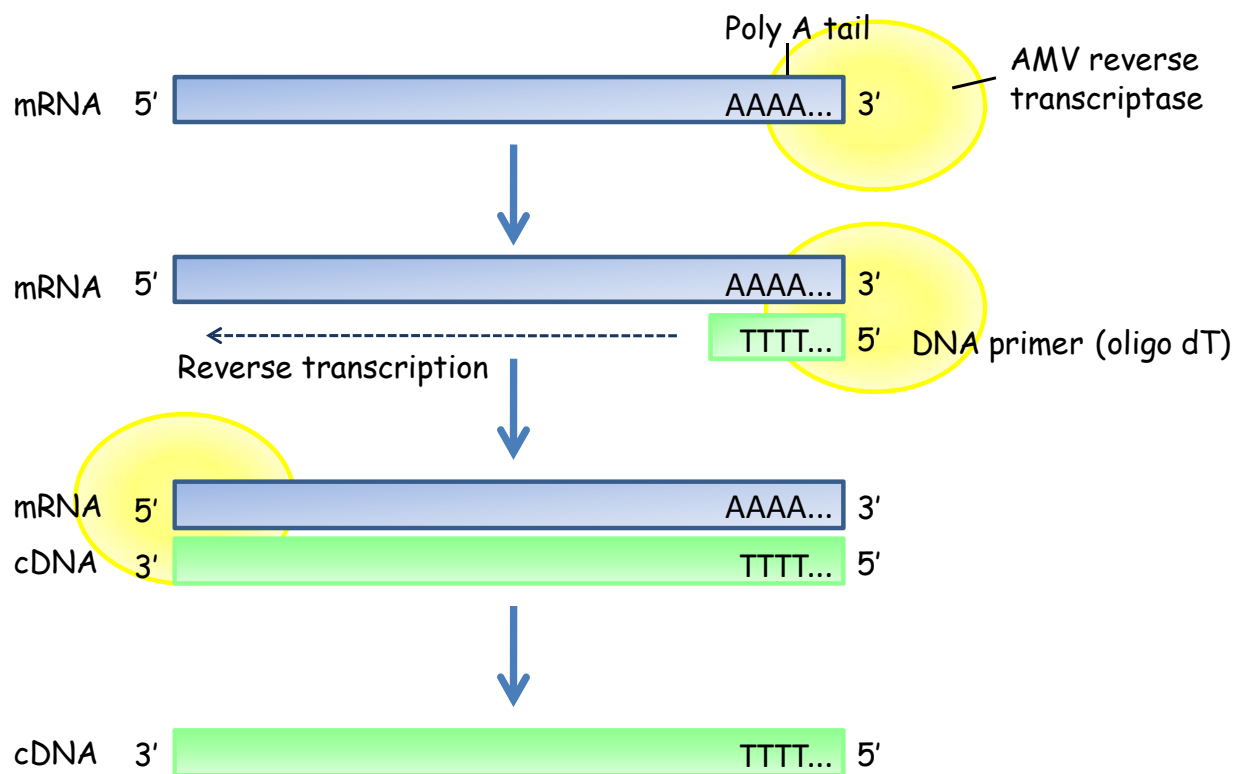 Poly A tail
AMV reverse
transcriptase
mRNA 5’ AAAA... 3’
mRNA 5’ AAAA... 3’
TTTT... 5’ DNA primer (oligo dT)
Reverse transcription
mRNA 5’ AAAA... 3’
cDNA 3’ TTTT... 5’
cDNA 3’ TTTT... 5’